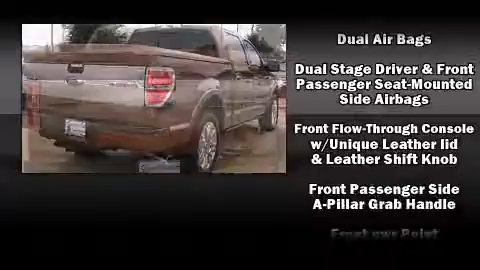 Dual Air Bags
Dual Stage Driver & Front
Passenger Seat-Mounted
Side Airbags
Front Flow-Through Console
w/Unique Leather lid
& Leather Shift Knob
Front Passenger Side
A-Pillar Grab Handle